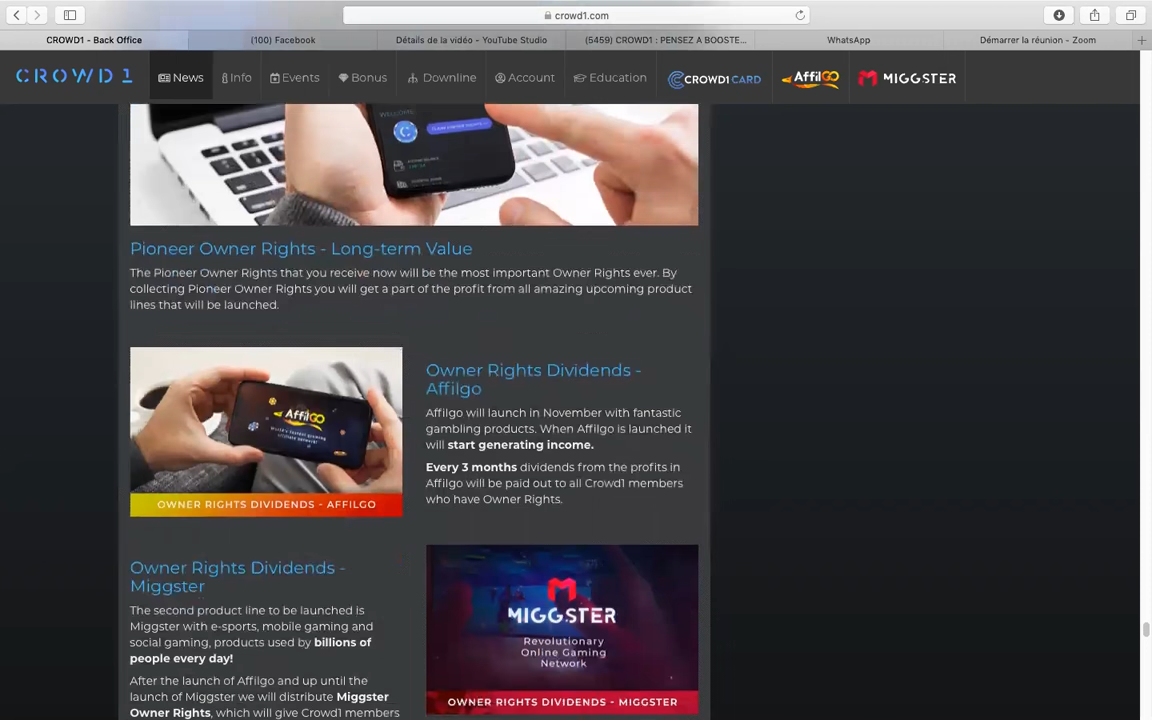 crowd1.com
CROWD1 - Back Office
(100) Facebook
Détails de la vidéo - YouTube Studio
(5459) CROWD1 : PENSEZ A BOOSTE...
WhatsApp
Démarrer la réunion - Zoom
CROWD1
News
Info
Events
Bonus
Downline
Account
Education
CROWD1 CARD
AffilGO
MIGGSTER
WELCOME
Pioneer Owner Rights - Long-term Value
The Pioneer Owner Rights that you receive now will be the most important Owner Rights ever. By
collecting Pioneer Owner Rights you will get a part of the profit from all amazing upcoming product
lines that will be launched.
AffilGO
OWNER RIGHTS DIVIDENDS - AFFILGO
Owner Rights Dividends -
Affilgo
Affilgo will launch in November with fantastic
gambling products. When Affilgo is launched it
will start generating income.
Every 3 months dividends from the profits in
Affilgo will be paid out to all Crowd1 members
who have Owner Rights.
Owner Rights Dividends -
Miggster
The second product line to be launched is
Miggster with e-sports, mobile gaming and
social gaming, products used by billions of
people every day!
After the launch of Affilgo and up until the
launch of Miggster we will distribute Miggster
Owner Rights, which will give Crowd1 members
MIGGSTER
Revolutionary
Online Gaming
Network
OWNER RIGHTS DIVIDENDS - MIGGSTER